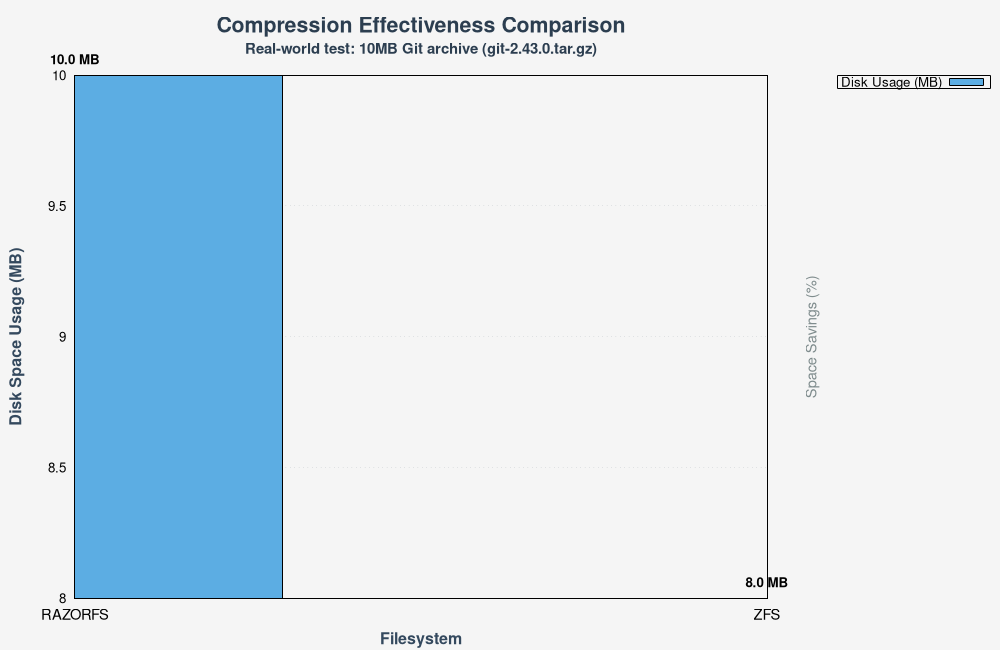 Compression Effectiveness Comparison
Real-world test: 10MB Git archive (git-2.43.0.tar.gz)
10.0 MB
Disk Usage (MB)
10
9.5
9
8.5
8
Disk Space Usage (MB)
Space Savings (%)
8.0 MB
RAZORFS
ZFS
Filesystem